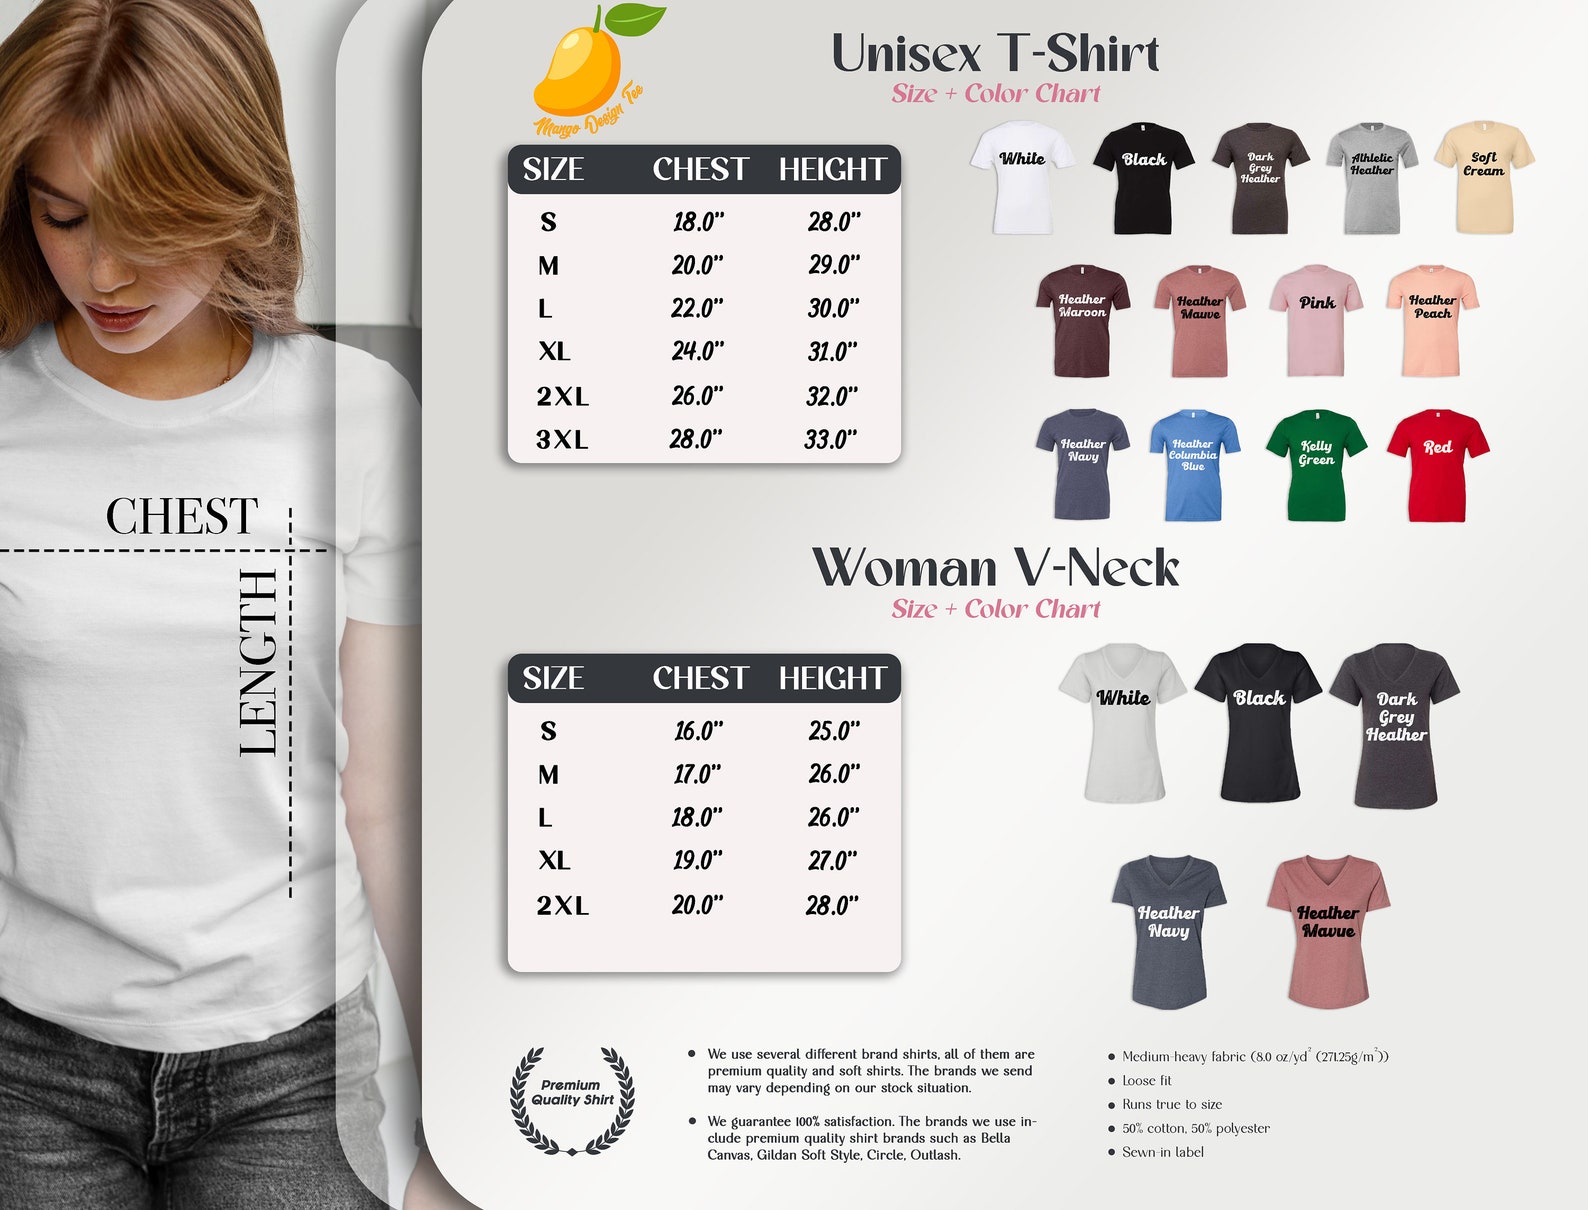 Mango Design Tee
Unisex T-Shirt
Size + Color Chart
SIZE CHEST HEIGHT
S 18.0" 28.0"
M 20.0" 29.0"
L 22.0" 30.0"
XL 24.0" 31.0"
2XL 26.0" 32.0"
3XL 28.0" 33.0"
White
Black
Dark
Grey
Heather
Athletic
Heather
Soft
Cream
Heather
Maroon
Heather
Mauve
Pink
Heather
Peach
Heather
Navy
Heather
Columbia
Blue
Kelly
Green
Red
CHEST
LENGTH
Woman V-Neck
Size + Color Chart
SIZE CHEST HEIGHT
S 16.0" 25.0"
M 17.0" 26.0"
L 18.0" 26.0"
XL 19.0" 27.0"
2XL 20.0" 28.0"
White
Black
Dark
Grey
Heather
Heather
Navy
Heather
Mavue
Premium
Quality Shirt
• We use several different brand shirts, all of them are
premium quality and soft shirts. The brands we send
may vary depending on our stock situation.
• We guarantee 100% satisfaction. The brands we use in-
clude premium quality shirt brands such as Bella
Canvas, Gildan Soft Style, Circle, Outlash.
• Medium-heavy fabric (8.0 oz/yd² (271.25g/m²))
• Loose fit
• Runs true to size
• 50% cotton, 50% polyester
• Sewn-in label